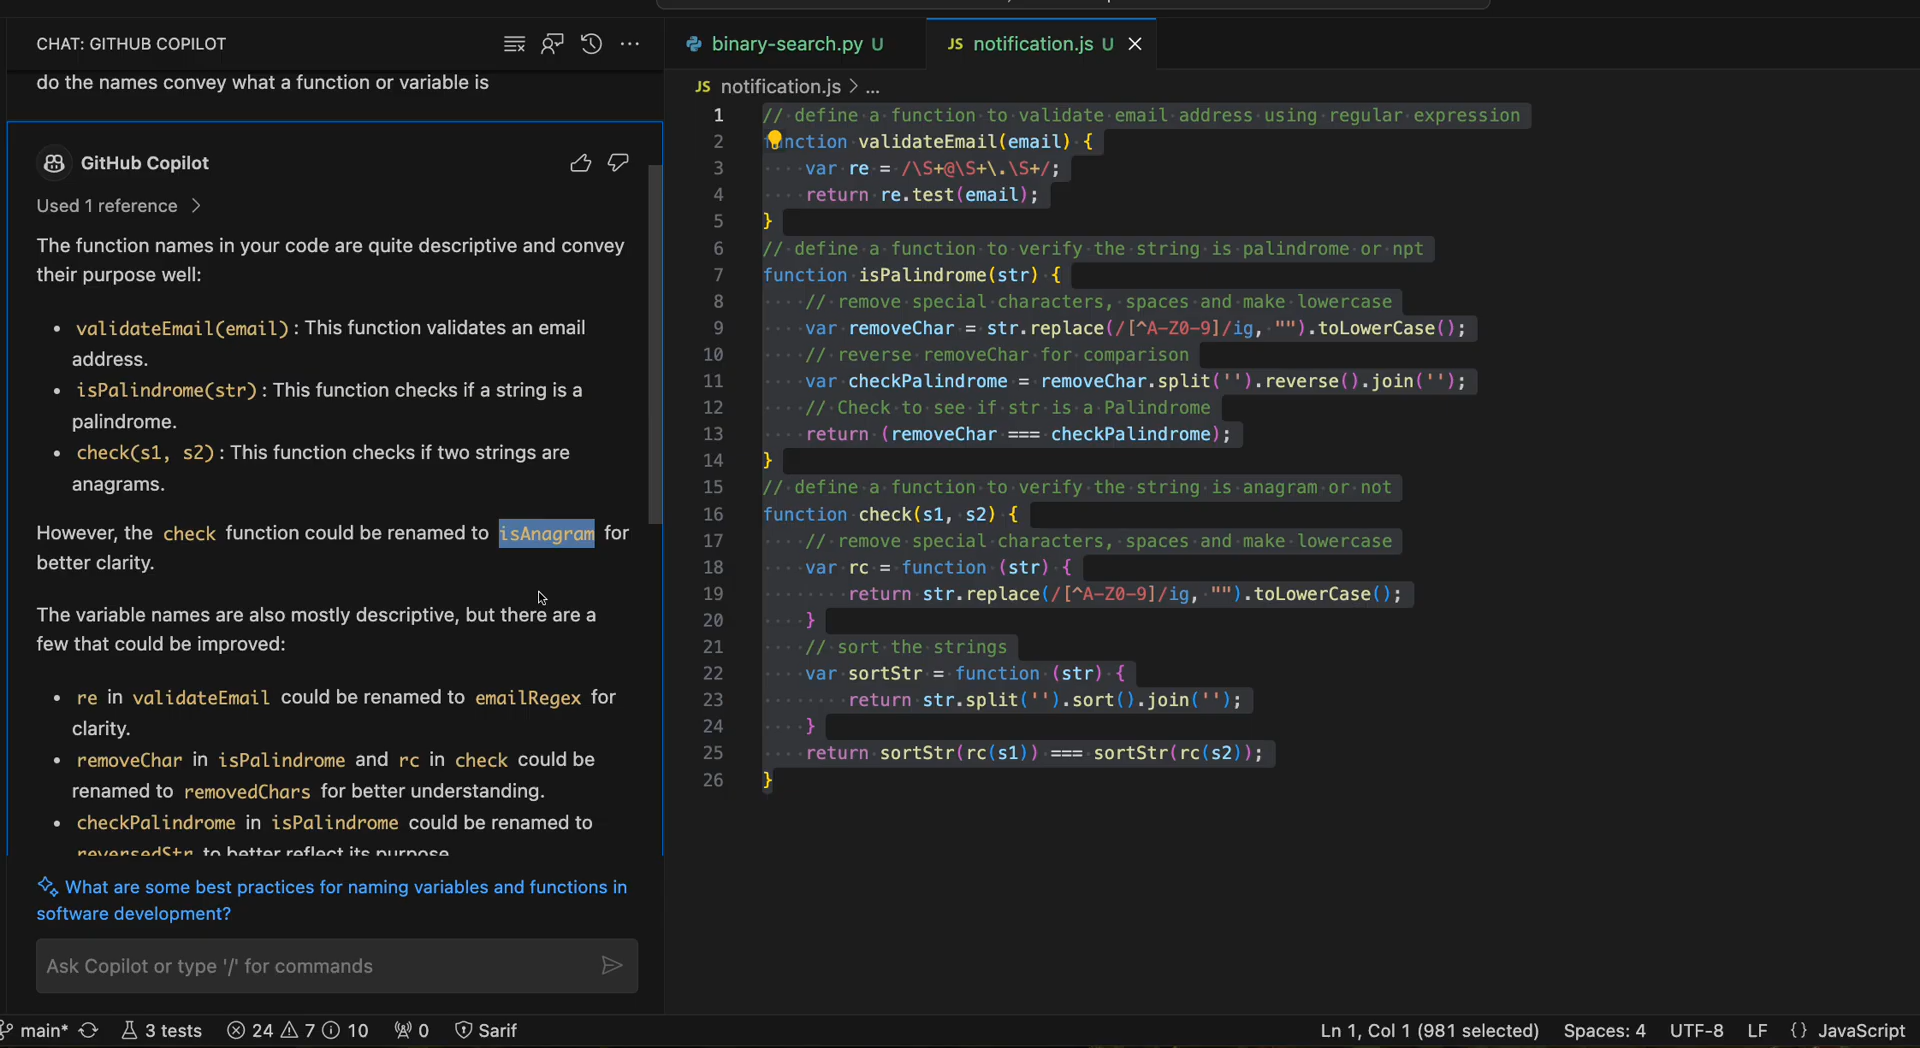 CHAT: GITHUB COPILOT
do the names convey what a function or variable is
GitHub Copilot
Used 1 reference >
The function names in your code are quite descriptive and convey
their purpose well:
• validateEmail(email): This function validates an email
address.
• isPalindrome(str): This function checks if a string is a
palindrome.
• check(s1, s2): This function checks if two strings are
anagrams.
However, the check function could be renamed to isAnagram for
better clarity.
The variable names are also mostly descriptive, but there are a
few that could be improved:
• re in validateEmail could be renamed to emailRegex for
clarity.
• removeChar in isPalindrome and rc in check could be
renamed to removedChars for better understanding.
• checkPalindrome in isPalindrome could be renamed to
reversedStr to better reflect its purpose
What are some best practices for naming variables and functions in
software development?
Ask Copilot or type '/' for commands
binary-search.py U
JS notification.js U
JS notification.js > ...
1 // define a function to validate email address using regular expression
2 nction validateEmail(email) {
3 var re = /\S+@\S+\.\S+/;
4 return re.test(email);
5 }
6 // define a function to verify the string is palindrome or npt
7 function isPalindrome(str) {
8 // remove special characters, spaces and make lowercase
9 var removeChar = str.replace(/[^A-Z0-9]/ig, "").toLowerCase();
10 // reverse removeChar for comparison
11 var checkPalindrome = removeChar.split('').reverse().join('');
12 // Check to see if str is a Palindrome
13 return (removeChar === checkPalindrome);
14 }
15 // define a function to verify the string is anagram or not
16 function check(s1, s2) {
17 // remove special characters, spaces and make lowercase
18 var rc = function (str) {
19 return str.replace(/[^A-Z0-9]/ig, "").toLowerCase();
20 }
21 // sort the strings
22 var sortStr = function (str) {
23 return str.split('').sort().join('');
24 }
25 return sortStr(rc(s1)) === sortStr(rc(s2));
26 }
main* 3 tests 24 7 10 0 Sarif
Ln 1, Col 1 (981 selected) Spaces: 4 UTF-8 LF {} JavaScript